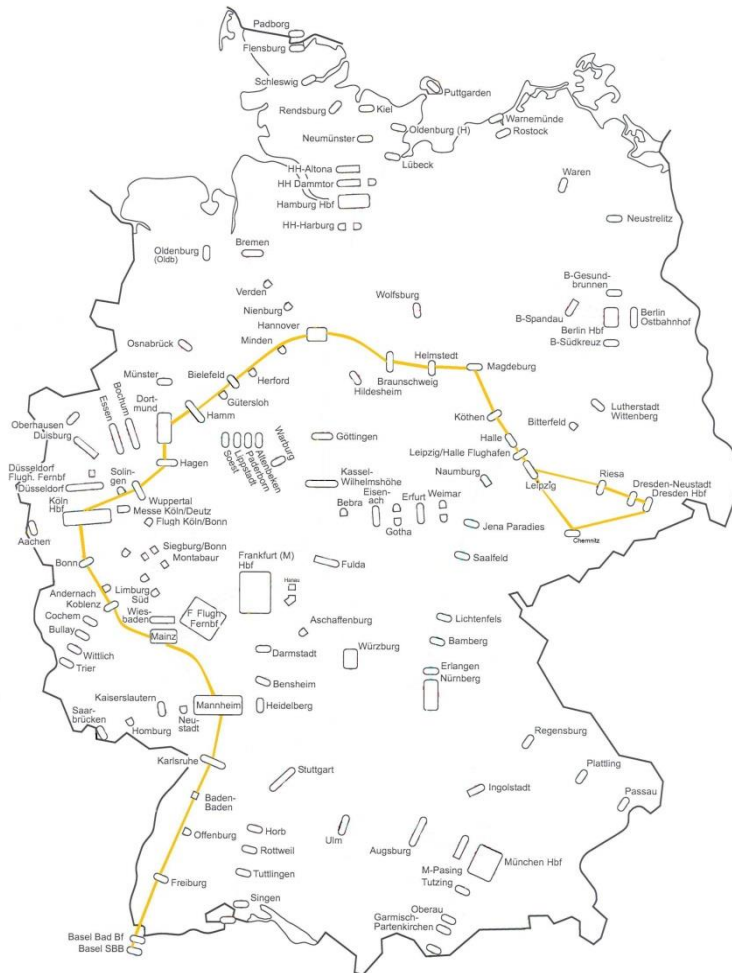 Padborg
Flensburg
Schleswig
Puttgarden
Rendsburg
Kiel
Oldenburg (H)
Warnemünde
Rostock
Neumünster
Lübeck
HH-Altona
HH Dammtor
Hamburg Hbf
HH-Harburg
Waren
Neustrelitz
Oldenburg
(Oldb)
Bremen
Verden
Nienburg
Hannover
Minden
Wolfsburg
B-Gesund-
brunnen
B-Spandau
Berlin Hbf
Berlin
Ostbahnhof
B-Südkreuz
Osnabrück
Münster
Bielefeld
Herford
Gütersloh
Hamm
Hildesheim
Braunschweig
Helmstedt
Magdeburg
Köthen
Halle
Leipzig/Halle Flughafen
Leipzig
Bitterfeld
Lutherstadt
Wittenberg
Oberhausen
Duisburg
Essen
Bochum
Dort-
mund
Hagen
Soest
Lippstadt
Paderborn
Altenbeken
Warburg
Göttingen
Kassel-
Wilhelmshöhe
Naumburg
Riesa
Dresden-Neustadt
Dresden Hbf
Chemnitz
Düsseldorf
Flugh. Fernbf
Düsseldorf
Solin-
gen
Wuppertal
Köln
Hbf
Messe Köln/Deutz
Flugh Köln/Bonn
Aachen
Bebra
Eisen-
ach
Gotha
Erfurt
Weimar
Jena Paradies
Saalfeld
Bonn
Siegburg/Bonn
Montabaur
Limburg
Süd
Andernach
Koblenz
Cochem
Bullay
Wittlich
Trier
Wies-
baden
Mainz
F Flugh
Fernbf
Frankfurt (M)
Hbf
Hanau
Fulda
Aschaffenburg
Darmstadt
Würzburg
Lichtenfels
Bamberg
Erlangen
Nürnberg
Bensheim
Heidelberg
Mannheim
Kaiserslautern
Neu-
stadt
Homburg
Saar-
brücken
Karlsruhe
Baden-
Baden
Offenburg
Freiburg
Basel Bad Bf
Basel SBB
Stuttgart
Horb
Rottweil
Tuttlingen
Singen
Ulm
Augsburg
Ingolstadt
Regensburg
Plattling
Passau
M-Pasing
München Hbf
Tutzing
Oberau
Garmisch-
Partenkirchen